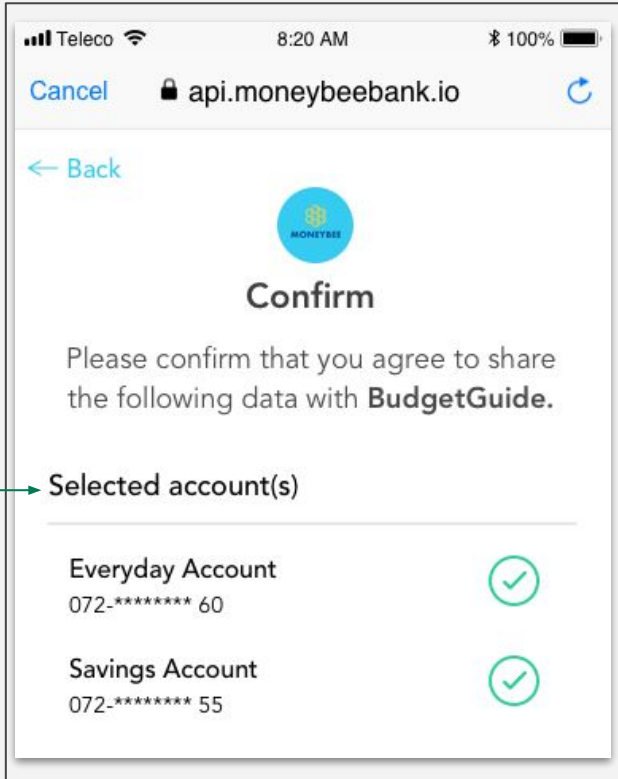 Teleco 8:20 AM 100%
Cancel api.moneybeebank.io
← Back
MONEYBEE
Confirm
Please confirm that you agree to share
the following data with BudgetGuide.
Selected account(s)
Everyday Account
072-******** 60
Savings Account
072-******** 55